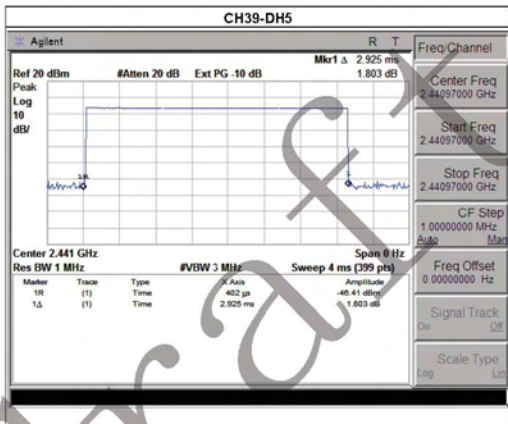 CH39-DH5
Agilent R T
Mkr1 Δ 2.925 ms
Ref 20 dBm #Atten 20 dB Ext PG -10 dB 1.803 dB
Peak
Log
10
dB/
1R
Center 2.441 GHz Span 0 Hz
Res BW 1 MHz #VBW 3 MHz Sweep 4 ms (399 pts)
Marker Trace Type X Axis Amplitude
1R (1) Time 402 µs -46.41 dBm
1Δ (1) Time 2.925 ms 1.803 dB
Freq/Channel
Center Freq
2.44097000 GHz
Start Freq
2.44097000 GHz
Stop Freq
2.44097000 GHz
CF Step
1.00000000 MHz
Auto Man
Freq Offset
0.00000000 Hz
Signal Track
On Off
Scale Type
Log Lin
raft